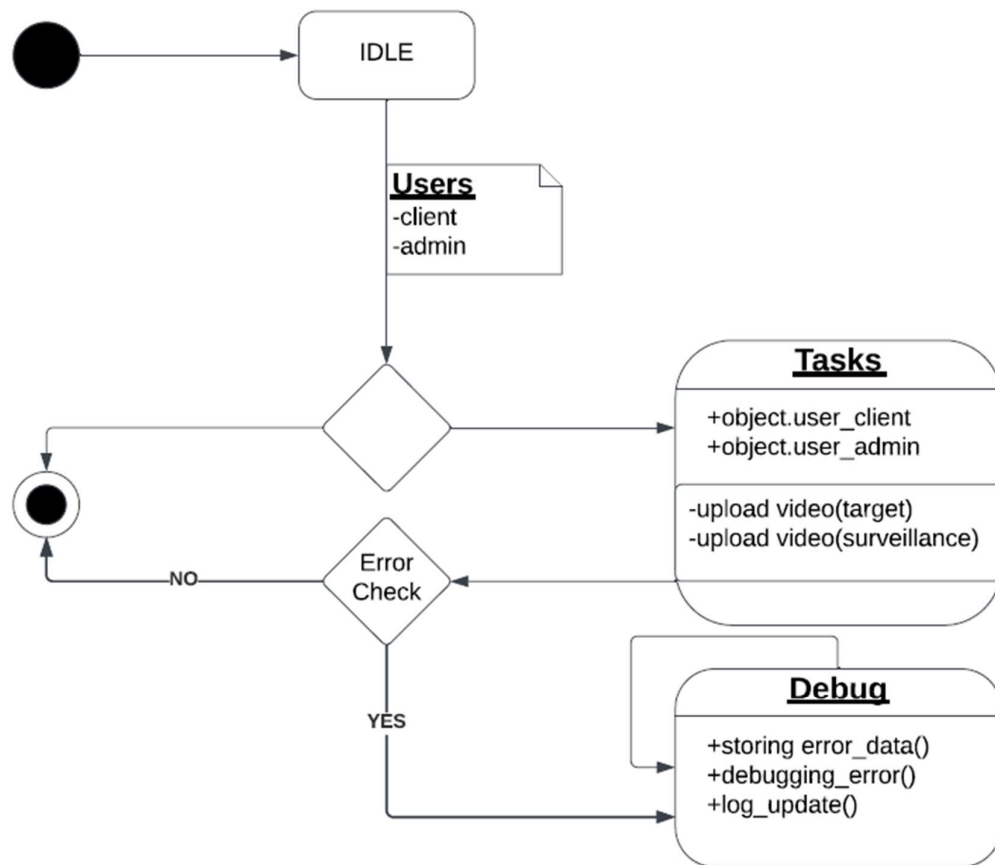 IDLE
Users
-client
-admin
Tasks
+object.user_client
+object.user_admin
-upload video(target)
-upload video(surveillance)
Error
Check
NO
YES
Debug
+storing error_data()
+debugging_error()
+log_update()